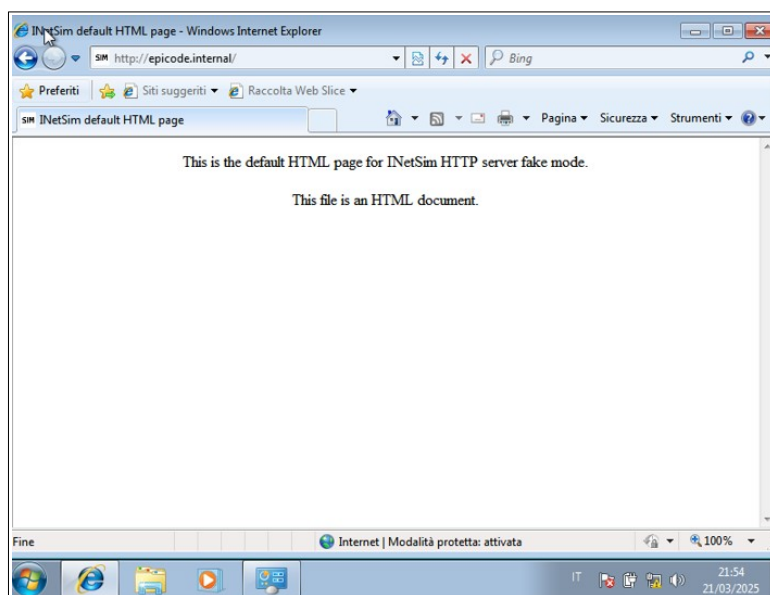 INetSim default HTML page - Windows Internet Explorer
SIM http://epicode.internal/ Bing
Preferiti Siti suggeriti Raccolta Web Slice
SIM INetSim default HTML page Pagina Sicurezza Strumenti
This is the default HTML page for INetSim HTTP server fake mode.
This file is an HTML document.
Fine Internet | Modalità protetta: attivata 100%
IT 21:54
21/03/2025